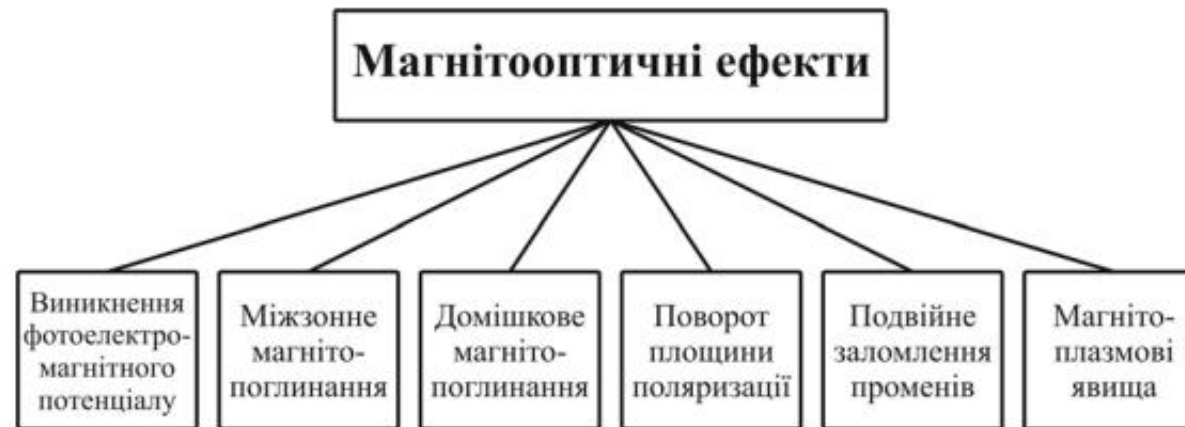 Магнітооптичні ефекти
Виникнення
фотоелектро-
магнітного
потенціалу
Міжзонне
магніто-
поглинання
Домішкове
магніто-
поглинання
Поворот
площини
поляризації
Подвійне
заломлення
променів
Магніто-
плазмові
явища